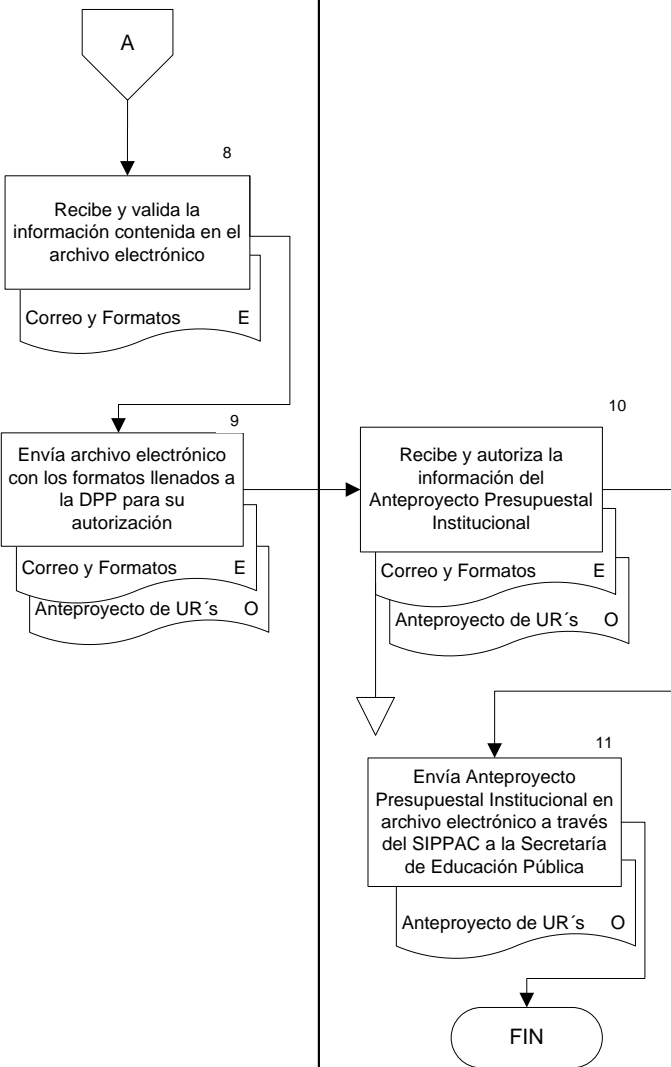 A
8
Recibe y valida la
información contenida en el
archivo electrónico
Correo y Formatos E
9
Envía archivo electrónico
con los formatos llenados a
la DPP para su
autorización
Correo y Formatos E
Anteproyecto de UR´s O
10
Recibe y autoriza la
información del
Anteproyecto Presupuestal
Institucional
Correo y Formatos E
Anteproyecto de UR´s O
11
Envía Anteproyecto
Presupuestal Institucional en
archivo electrónico a través
del SIPPAC a la Secretaría
de Educación Pública
Anteproyecto de UR´s O
FIN